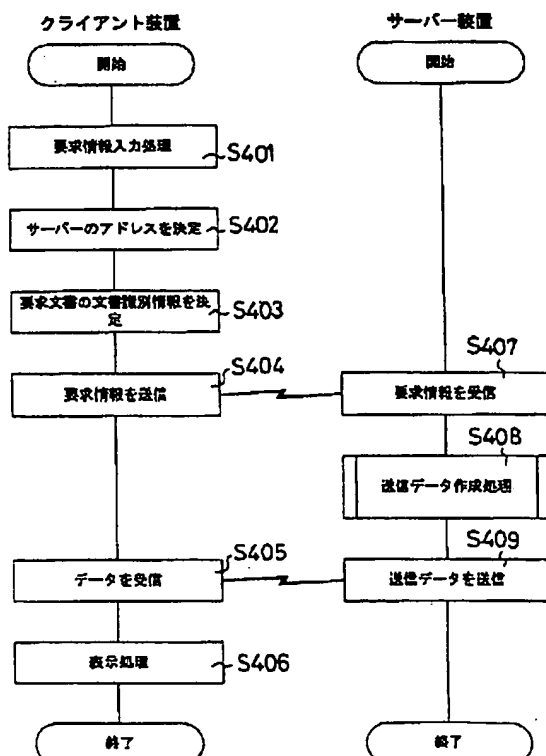 クライアント装置
開始
要求情報入力処理
S401
サーバーのアドレスを決定
S402
要求文書の文書識別情報を決
定
S403
要求情報を送信
S404
データを受信
S405
表示処理
S406
終了
サーバー装置
開始
要求情報を受信
S407
送信データ作成処理
S408
送信データを送信
S409
終了